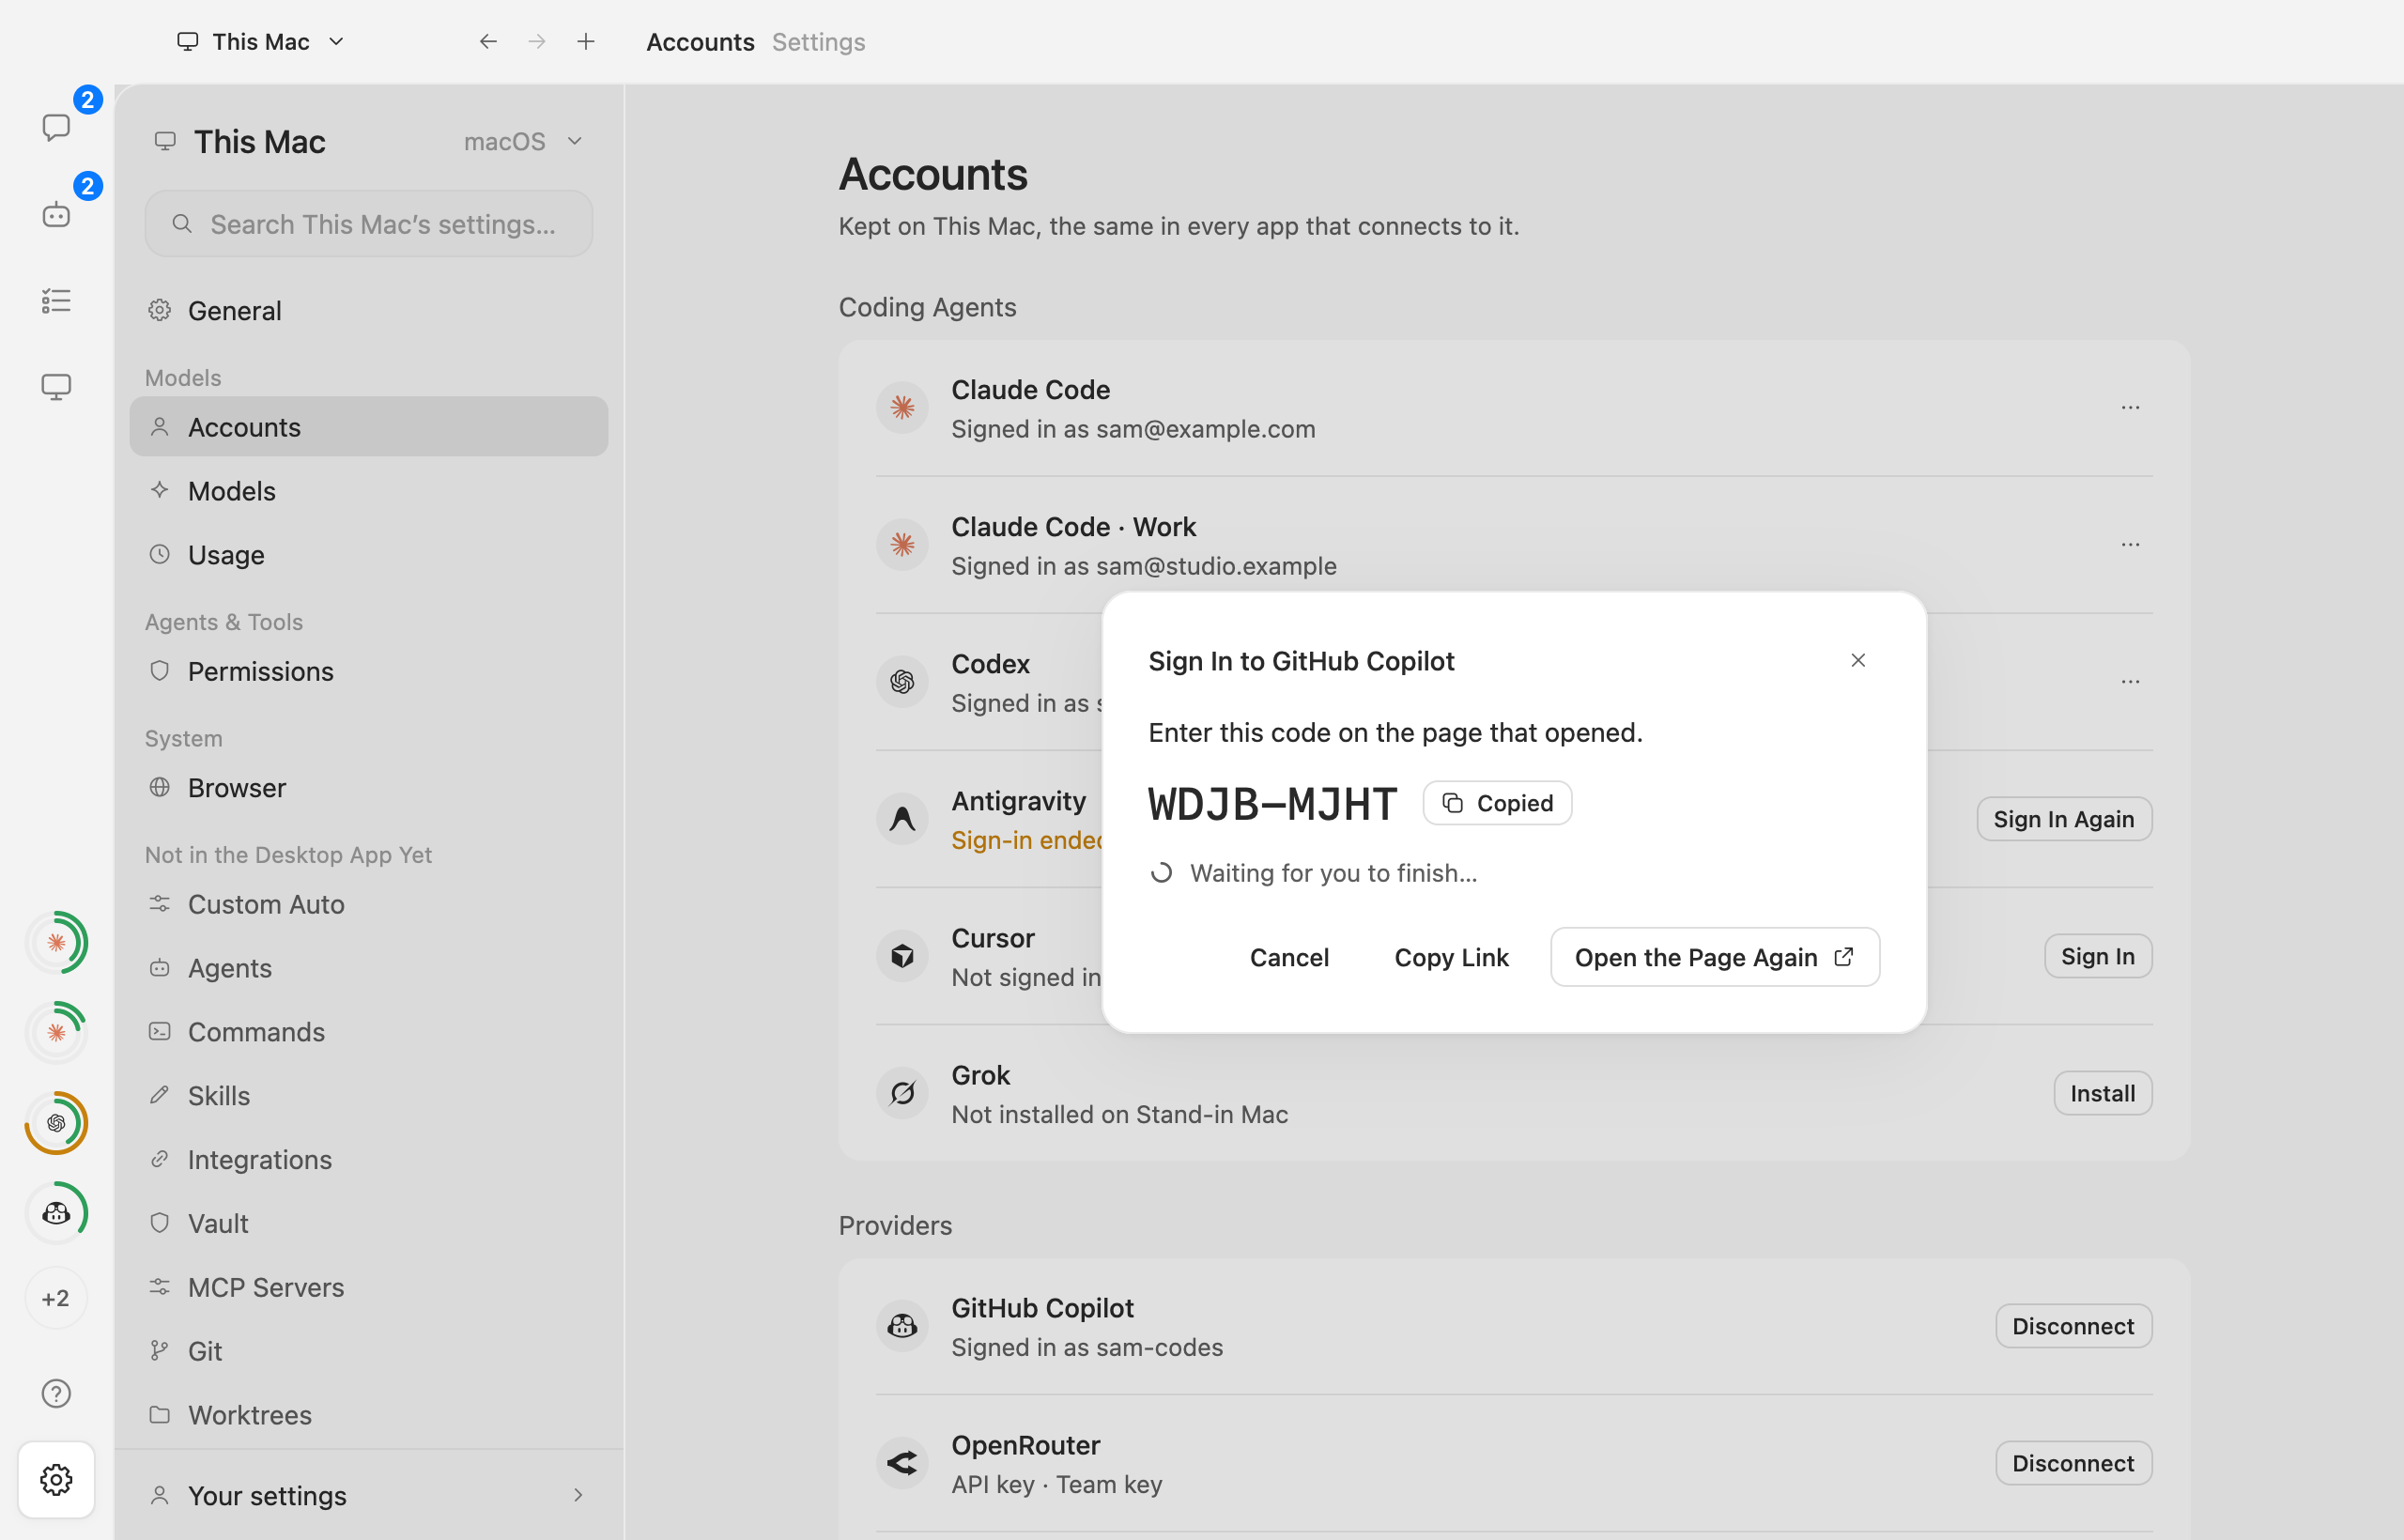 This Mac
Accounts Settings
2
2
This Mac macOS
Search This Mac’s settings...
General
Models
Accounts
Models
Usage
Agents & Tools
Permissions
System
Browser
Not in the Desktop App Yet
Custom Auto
Agents
Commands
Skills
Integrations
Vault
MCP Servers
Git
Worktrees
Your settings
+2
Accounts
Kept on This Mac, the same in every app that connects to it.
Coding Agents
Claude Code
Signed in as sam@example.com
Claude Code · Work
Signed in as sam@studio.example
Codex
Signed in as
Antigravity
Sign-in ended
Sign In Again
Cursor
Not signed in
Sign In
Grok
Not installed on Stand-in Mac
Install
Providers
GitHub Copilot
Signed in as sam-codes
Disconnect
OpenRouter
API key · Team key
Disconnect
Sign In to GitHub Copilot
Enter this code on the page that opened.
WDJB–MJHT Copied
Waiting for you to finish...
Cancel Copy Link Open the Page Again